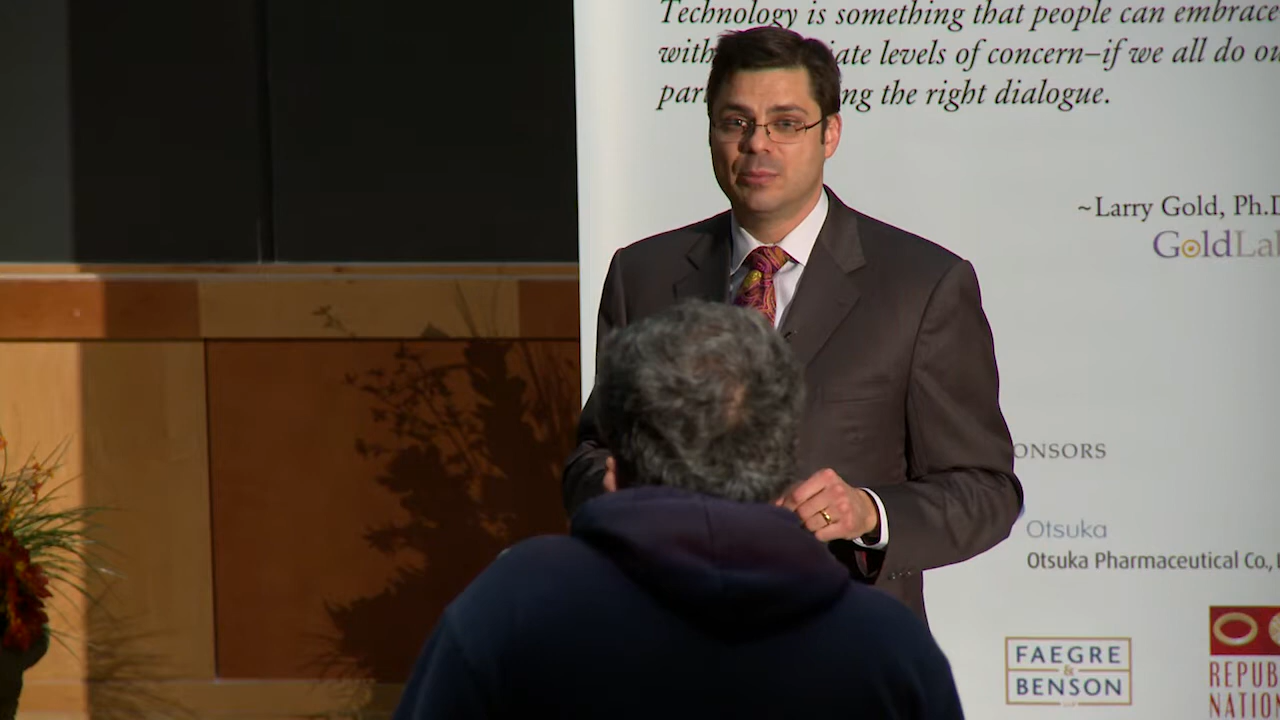 Technology is something that people can embrace
with iate levels of concern–if we all do ou
par ng the right dialogue.
~Larry Gold, Ph.D
GoldLa
ONSORS
Otsuka
Otsuka Pharmaceutical Co.,
FAEGRE
&
BENSON
REPUB
NATION